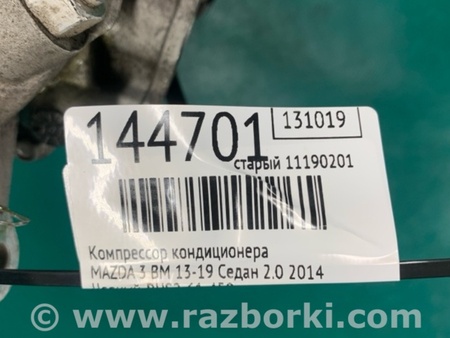 144701
131019
старый 11190201
Компрессор кондиционера
MAZDA 3 BM 13-19 Седан 2.0 2014
www.razborki.com